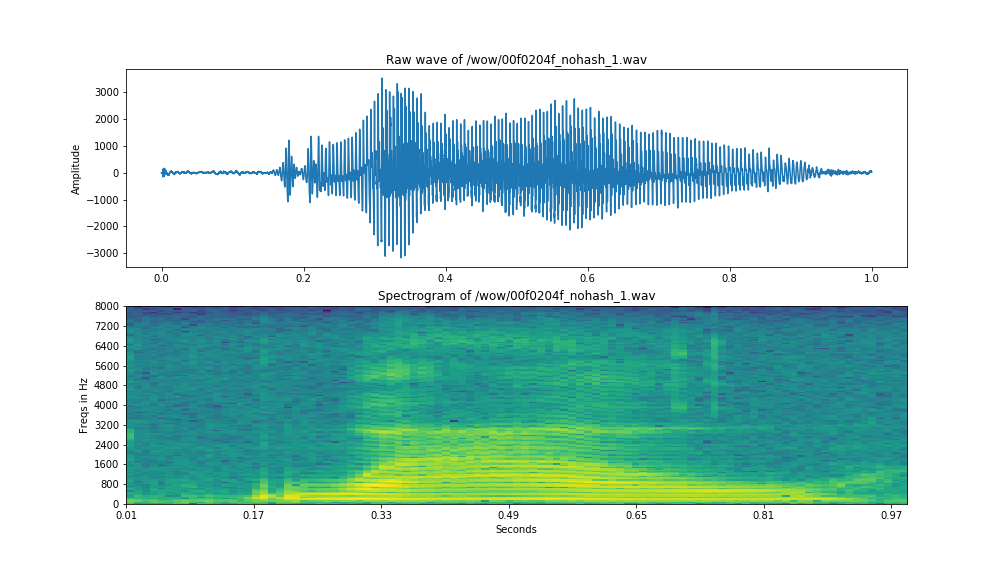 Raw wave of /wow/00f0204f_nohash_1.wav
3000
2000
1000
0
−1000
−2000
−3000
Amplitude
0.0 0.2 0.4 0.6 0.8 1.0
Spectrogram of /wow/00f0204f_nohash_1.wav
8000
7200
6400
5600
4800
4000
3200
2400
1600
800
0
Freqs in Hz
0.01 0.17 0.33 0.49 0.65 0.81 0.97
Seconds